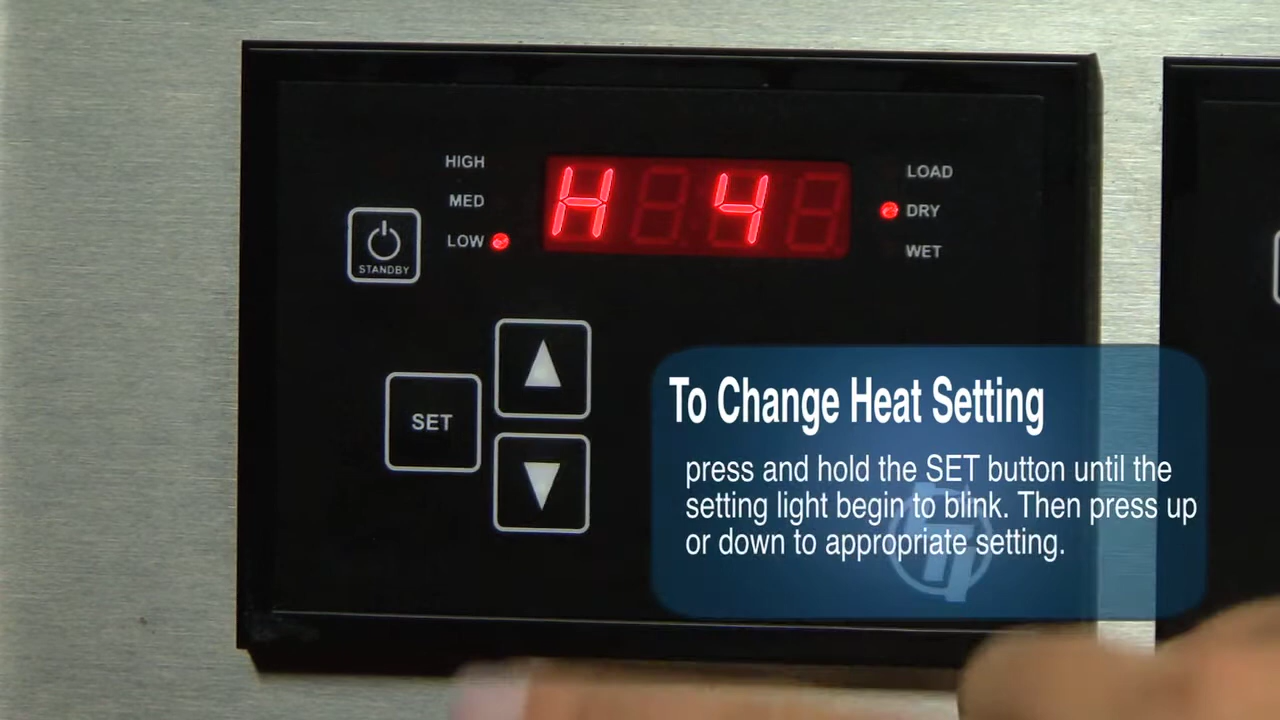 HIGH
MED
LOW
STANDBY
H 4
LOAD
DRY
WET
SET
To Change Heat Setting
press and hold the SET button until the
setting light begin to blink. Then press up
or down to appropriate setting.